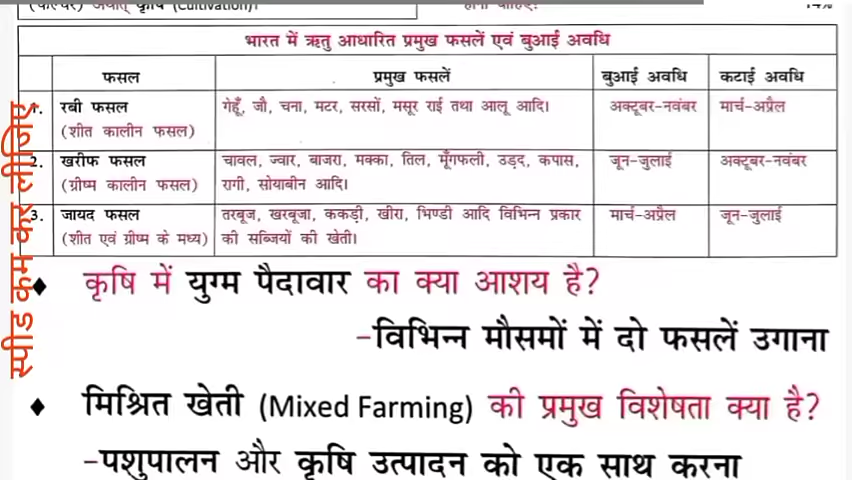 भारत में ऋतु आधारित प्रमुख फसलें एवं बुआई अवधि
फसल प्रमुख फसलें बुआई अवधि कटाई अवधि
1. रबी फसल गेहूँ, जौ, चना, मटर, सरसों, मसूर राई तथा आलू आदि। अक्टूबर-नवंबर मार्च-अप्रैल
(शीत कालीन फसल)
2. खरीफ फसल चावल, ज्वार, बाजरा, मक्का, तिल, मूँगफली, उड़द, कपास, जून-जुलाई अक्टूबर-नवंबर
(ग्रीष्म कालीन फसल) रागी, सोयाबीन आदि।
3. जायद फसल तरबूज, खरबूजा, ककड़ी, खीरा, भिण्डी आदि विभिन्न प्रकार मार्च-अप्रैल जून-जुलाई
(शीत एवं ग्रीष्म के मध्य) की सब्जियों की खेती।
♦ कृषि में युग्म पैदावार का क्या आशय है?
-विभिन्न मौसमों में दो फसलें उगाना
♦ मिश्रित खेती (Mixed Farming) की प्रमुख विशेषता क्या है?
-पशुपालन और कृषि उत्पादन को एक साथ करना
स्पीड कम कर लीजिए